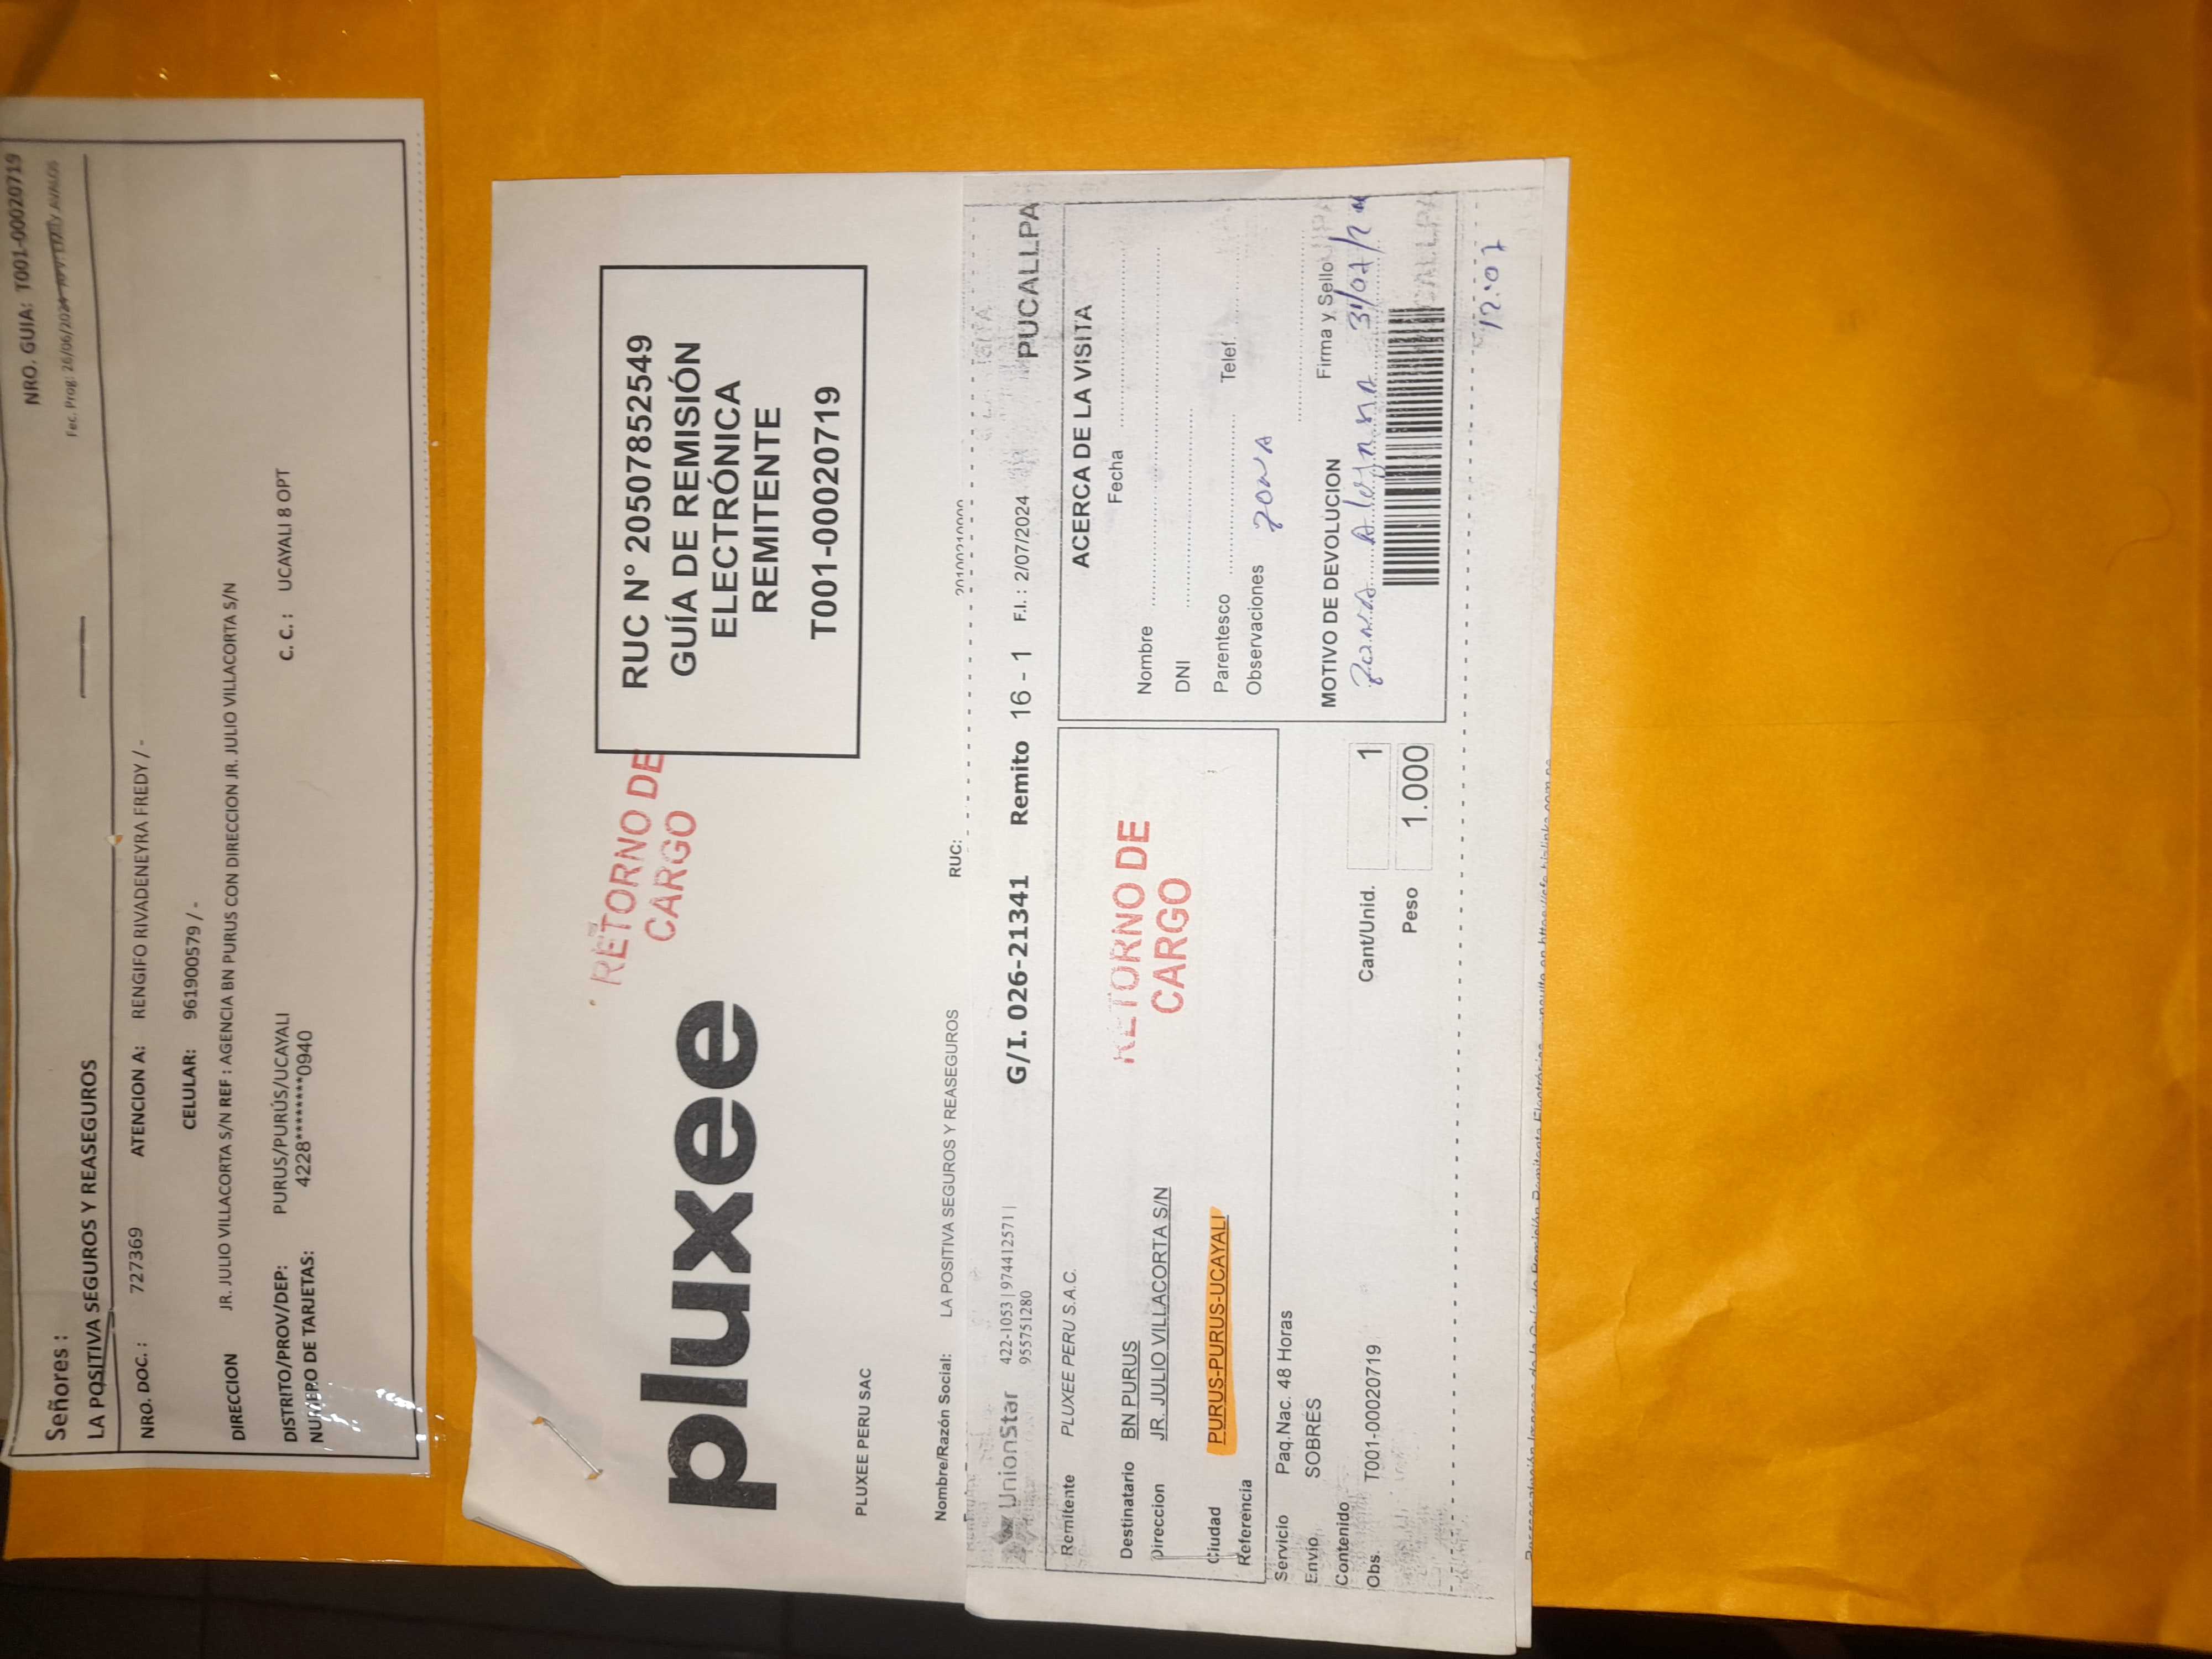 NRO. GUIA: T001-00020719
Fec. Prog: 26/06/2024
Señores :
LA POSITIVA SEGUROS Y REASEGUROS
NRO. DOC. : 727369 ATENCION A: RENGIFO RIVADENEYRA FREDY / -
CELULAR: 961900579 / -
DIRECCION JR. JULIO VILLACORTA S/N REF : AGENCIA BN PURUS CON DIRECCION JR. JULIO VILLACORTA S/N
DISTRITO/PROV/DEP: PURUS/PURÚS/UCAYALI C. C. : UCAYALI 8 OPT
NUMERO DE TARJETAS: 4228********0940
pluxee
RETORNO DE
CARGO
RUC N° 20507852549
GUÍA DE REMISIÓN
ELECTRÓNICA
REMITENTE
T001-00020719
PLUXEE PERU SAC
Nombre/Razón Social: LA POSITIVA SEGUROS Y REASEGUROS RUC:
UnionStar 422-1053 | 974412571 |
955751280
G/I. 026-21341 Remito 16 - 1 F.I. : 2/07/2024 PUCALLPA
Remitente PLUXEE PERU S.A.C.
Destinatario BN PURUS
Direccion JR. JULIO VILLACORTA S/N
Ciudad PURUS-PURUS-UCAYALI
Referencia
RETORNO DE
CARGO
Servicio Paq.Nac. 48 Horas
Envio SOBRES
Contenido
Obs. T001-00020719
Cant/Unid. 1
Peso 1.000
ACERCA DE LA VISITA
Fecha
Nombre
DNI
Parentesco Telef.
Observaciones ZONA
MOTIVO DE DEVOLUCION Firma y Sello
12:07